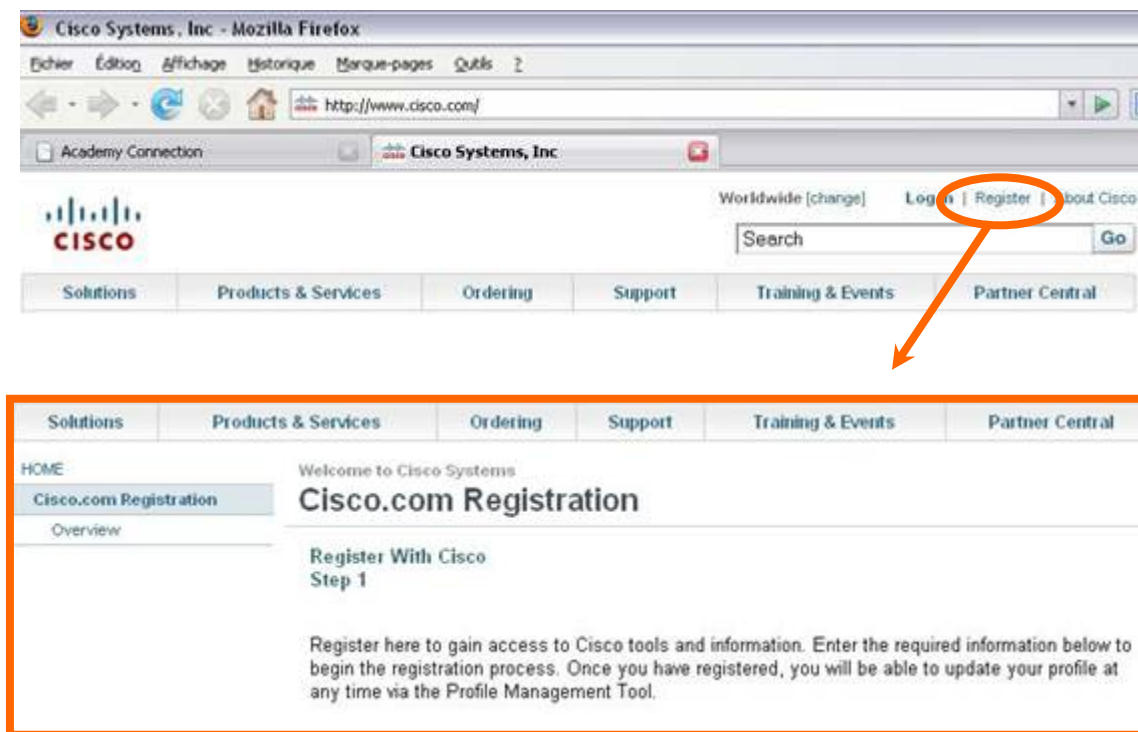 Cisco Systems, Inc - Mozilla Firefox
Fichier Édition Affichage Historique Marque-pages Outils ?
http://www.cisco.com/
Academy Connection
Cisco Systems, Inc
Worldwide [change] Log In | Register | About Cisco
CISCO
Search Go
Solutions Products & Services Ordering Support Training & Events Partner Central
Solutions Products & Services Ordering Support Training & Events Partner Central
HOME
Cisco.com Registration
Overview
Welcome to Cisco Systems
Cisco.com Registration
Register With Cisco
Step 1
Register here to gain access to Cisco tools and information. Enter the required information below to
begin the registration process. Once you have registered, you will be able to update your profile at
any time via the Profile Management Tool.